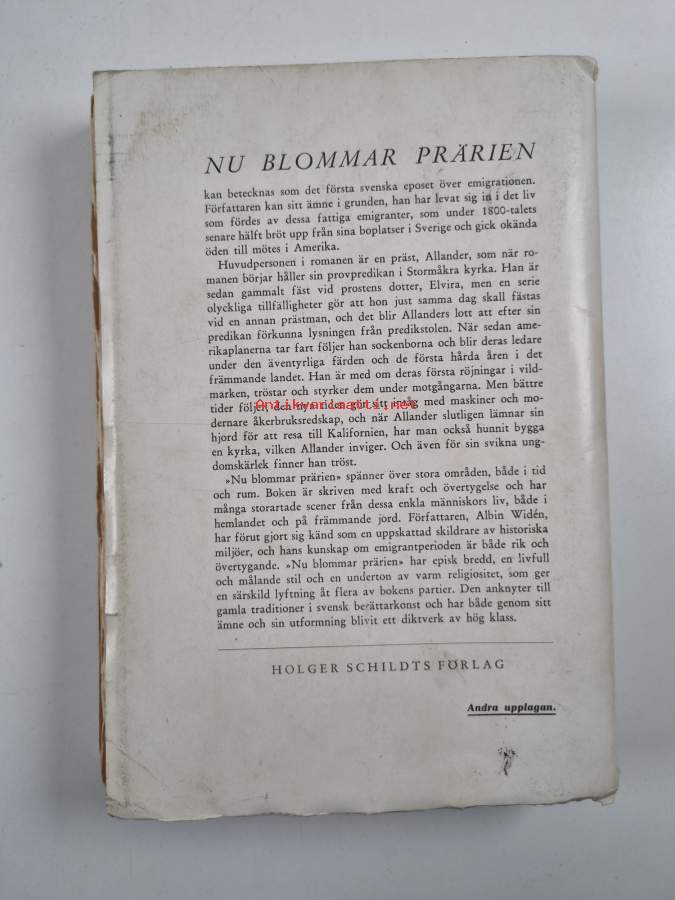 NU BLOMMAR PRÄRIEN
kan betecknas som det första svenska eposet över emigrationen.
Författaren kan sitt ämne i grunden, han har levat sig in i det liv
som fördes av dessa fattiga emigranter, som under 1800-talets
senare hälft bröt upp från sina boplatser i Sverige och gick okända
öden till mötes i Amerika.
Huvudpersonen i romanen är en präst, Allander, som när ro-
manen börjar håller sin provpredikan i Stormåkra kyrka. Han är
sedan gammalt fäst vid prostens dotter, Elvira, men en serie
olyckliga tillfälligheter gör att hon just samma dag skall fästas
vid en annan prästman, och det blir Allanders lott att efter sin
predikan förkunna lysningen från predikstolen. När sedan ame-
rikaplanerna tar fart följer han sockenborna och blir deras ledare
under den äventyrliga färden och de första hårda åren i det
främmande landet. Han är med om deras första röjningar i vild-
marken, tröstar och styrker dem under motgångarna. Men bättre
tider följer, den nya tiden gör sitt intåg med maskiner och mo-
Antikvariaatti.net
dernare åkerbruksredskap, och när Allander slutligen lämnar sin
hjord för att resa till Kalifornien, har man också hunnit bygga
en kyrka, vilken Allander inviger. Och även för sin svikna ung-
domskärlek finner han tröst.
»Nu blommar prärien» spänner över stora områden, både i tid
och rum. Boken är skriven med kraft och övertygelse och har
många storartade scener från dessa enkla människors liv, både i
hemlandet och på främmande jord. Författaren, Albin Widén,
har förut gjort sig känd som en uppskattad skildrare av historiska
miljöer, och hans kunskap om emigrantperioden är både rik och
övertygande. »Nu blommar prärien» har episk bredd, en livfull
och målande stil och en underton av varm religiositet, som ger
en särskild lyftning åt flera av bokens partier. Den anknyter till
gamla traditioner i svensk berättarkonst och har både genom sitt
ämne och sin utformning blivit ett diktverk av hög klass.
HOLGER SCHILDTS FÖRLAG
Andra upplagan.